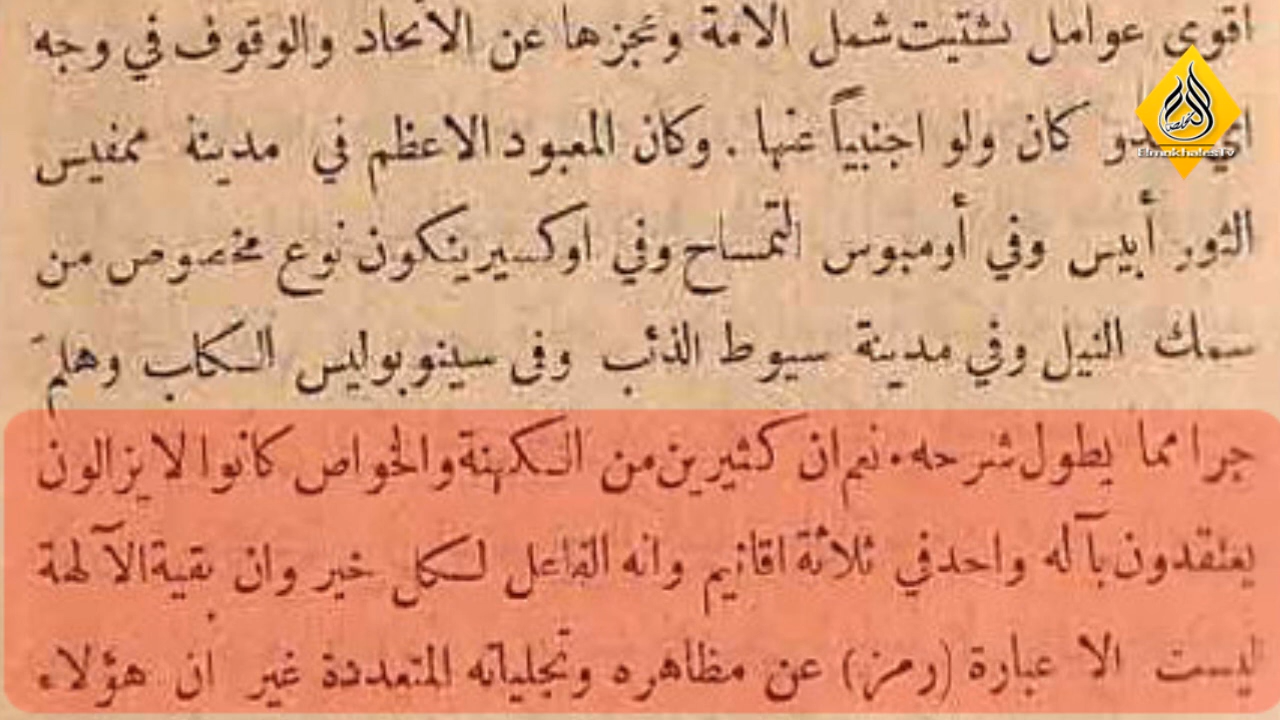 اقوى عوامل تشتيت شمل الامة وعجزها عن الاتحاد والوقوف في وجه
كان ولو اجنبياً عنها . وكان المعبود الاعظم في مدينة ممفيس
الثور أبيس وفي أومبوس التمساح وفي اوكسيرينكون نوع مخصوص من
سمك النيل وفي مدينة سيوط الذئب وفى سينوبوليس الكلب وهلمَّ
جرا مما يطول شرحه. نعم ان كثيرين من الكهنة والخواص كانوا لا يزالون
يعتقدون بآله واحد في ثلاثة اقانيم وانه الفاعل لكل خير وان بقية الآلهة
ليست الا عبارة (رمز) عن مظاهره وتجلياته المتعددة غير ان هؤلاء
المخلص
ElmokhalesTV